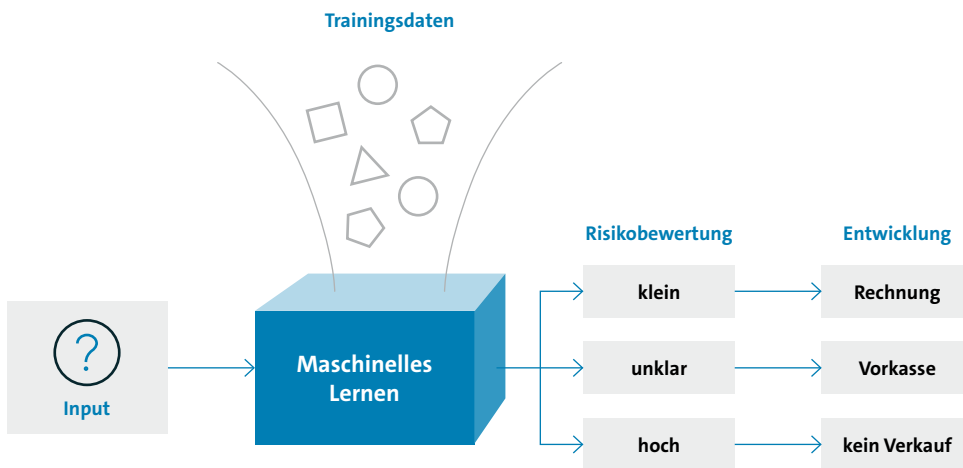 Trainingsdaten
Risikobewertung
Entwicklung
klein
Rechnung
?
Input
Maschinelles
Lernen
unklar
Vorkasse
hoch
kein Verkauf